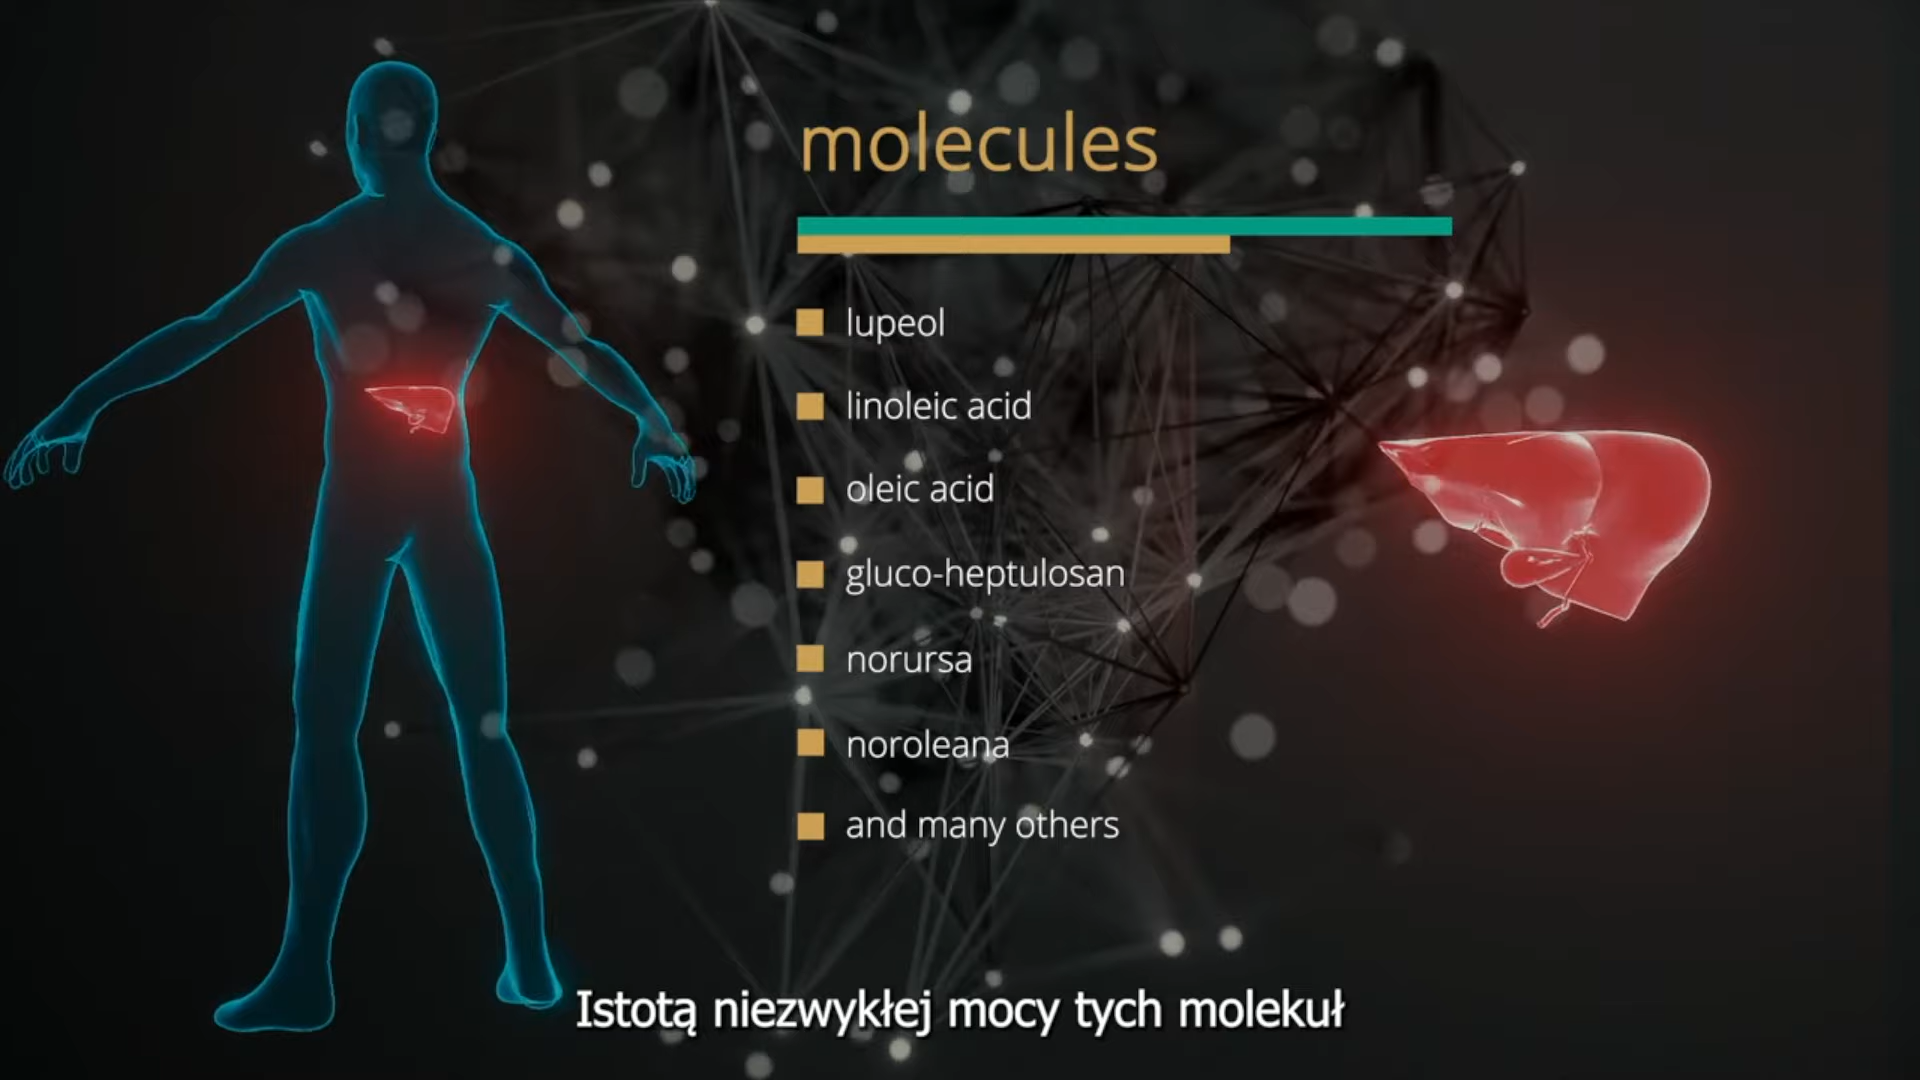 molecules
lupeol
linoleic acid
oleic acid
gluco-heptulosan
norursa
noroleana
and many others
Istotą niezwykłej mocy tych molekuł